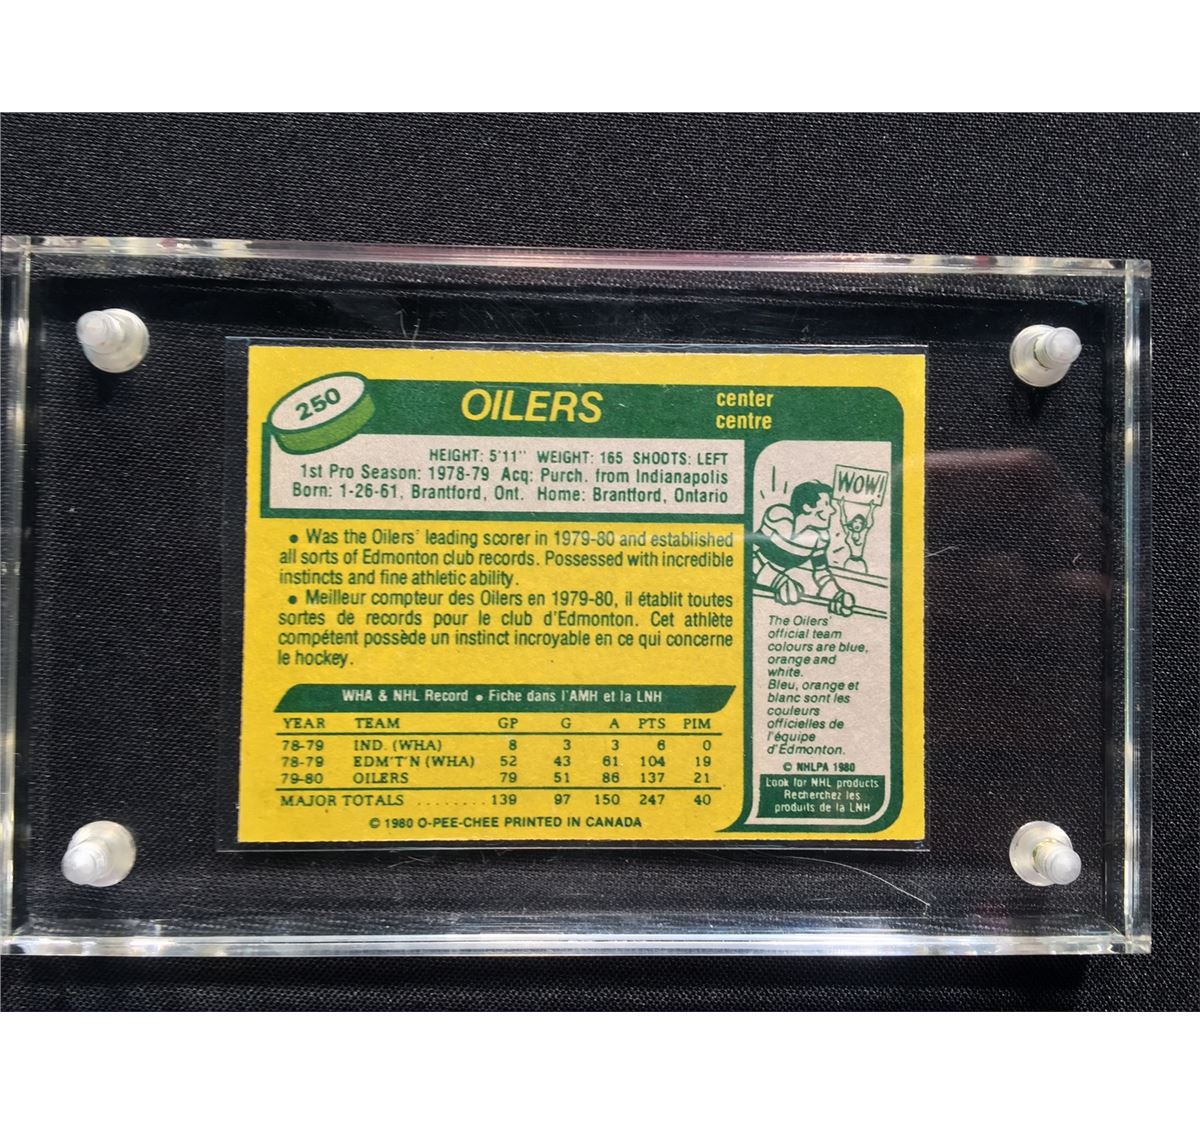 250
OILERS
center
centre
HEIGHT: 5'11" WEIGHT: 165 SHOOTS: LEFT
1st Pro Season: 1978-79 Acq: Purch. from Indianapolis
Born: 1-26-61, Brantford, Ont. Home: Brantford, Ontario
• Was the Oilers' leading scorer in 1979-80 and established
all sorts of Edmonton club records. Possessed with incredible
instincts and fine athletic ability.
• Meilleur compteur des Oilers en 1979-80, il établit toutes
sortes de records pour le club d'Edmonton. Cet athlète
compétent possède un instinct incroyable en ce qui concerne
le hockey.
WHA & NHL Record • Fiche dans l'AMH et la LNH
YEAR TEAM GP G A PTS PIM
78-79 IND. (WHA) 8 3 3 6 0
78-79 EDM'T'N (WHA) 52 43 61 104 19
79-80 OILERS 79 51 86 137 21
MAJOR TOTALS ........ 139 97 150 247 40
© 1980 O-PEE-CHEE PRINTED IN CANADA
WOW!
The Oilers'
official team
colours are blue,
orange and
white.
Bleu, orange et
blanc sont les
couleurs
officielles de
l'équipe
d'Edmonton.
© NHLPA 1980
Look for NHL products
Recherchez les
produits de la LNH